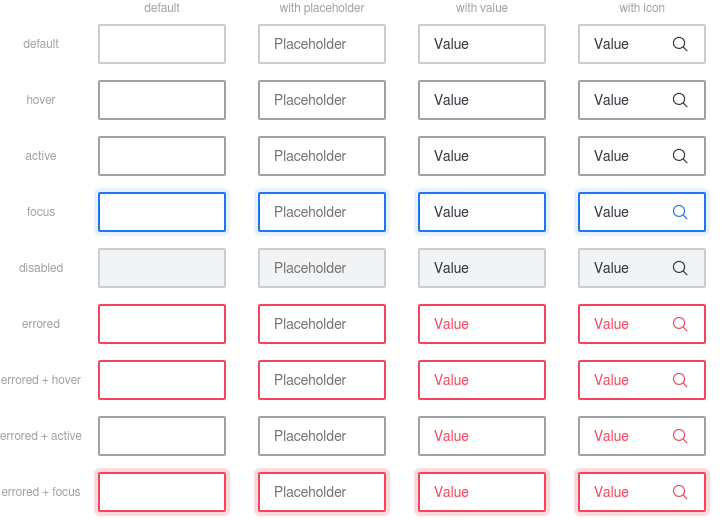 default with placeholder with value with icon
default Placeholder Value Value
hover Placeholder Value Value
active Placeholder Value Value
focus Placeholder Value Value
disabled Placeholder Value Value
errored Placeholder Value Value
errored + hover Placeholder Value Value
errored + active Placeholder Value Value
errored + focus Placeholder Value Value